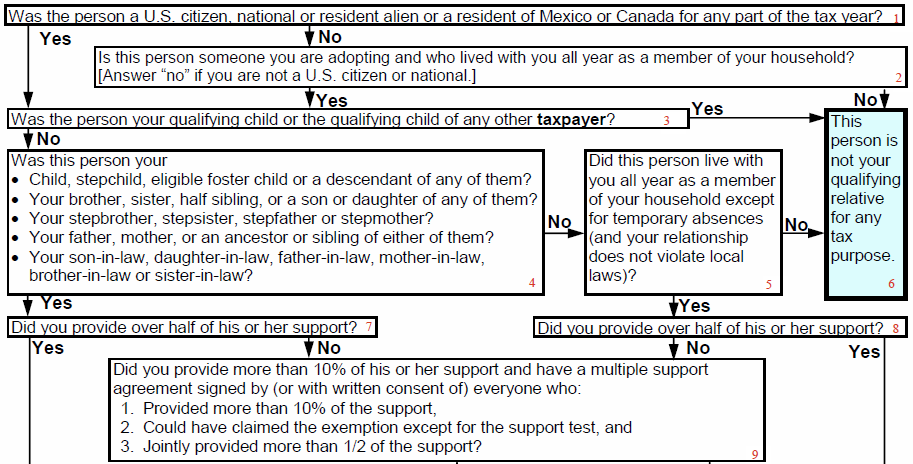 Was the person a U.S. citizen, national or resident alien or a resident of Mexico or Canada for any part of the tax year? 1
Yes
No
Is this person someone you are adopting and who lived with you all year as a member of your household?
[Answer “no” if you are not a U.S. citizen or national.] 2
Yes
No
Was the person your qualifying child or the qualifying child of any other taxpayer? 3
Yes
No
This
person is
not your
qualifying
relative
for any
tax
purpose.
6
Was this person your
• Child, stepchild, eligible foster child or a descendant of any of them?
• Your brother, sister, half sibling, or a son or daughter of any of them?
• Your stepbrother, stepsister, stepfather or stepmother?
• Your father, mother, or an ancestor or sibling of either of them?
• Your son-in-law, daughter-in-law, father-in-law, mother-in-law,
brother-in-law or sister-in-law? 4
No
Did this person live with
you all year as a member
of your household except
for temporary absences
(and your relationship
does not violate local
laws)? 5
No
Yes
Yes
Did you provide over half of his or her support? 7
Did you provide over half of his or her support? 8
Yes
No
No
Yes
Did you provide more than 10% of his or her support and have a multiple support
agreement signed by (or with written consent of) everyone who:
1. Provided more than 10% of the support,
2. Could have claimed the exemption except for the support test, and
3. Jointly provided more than 1/2 of the support?
9